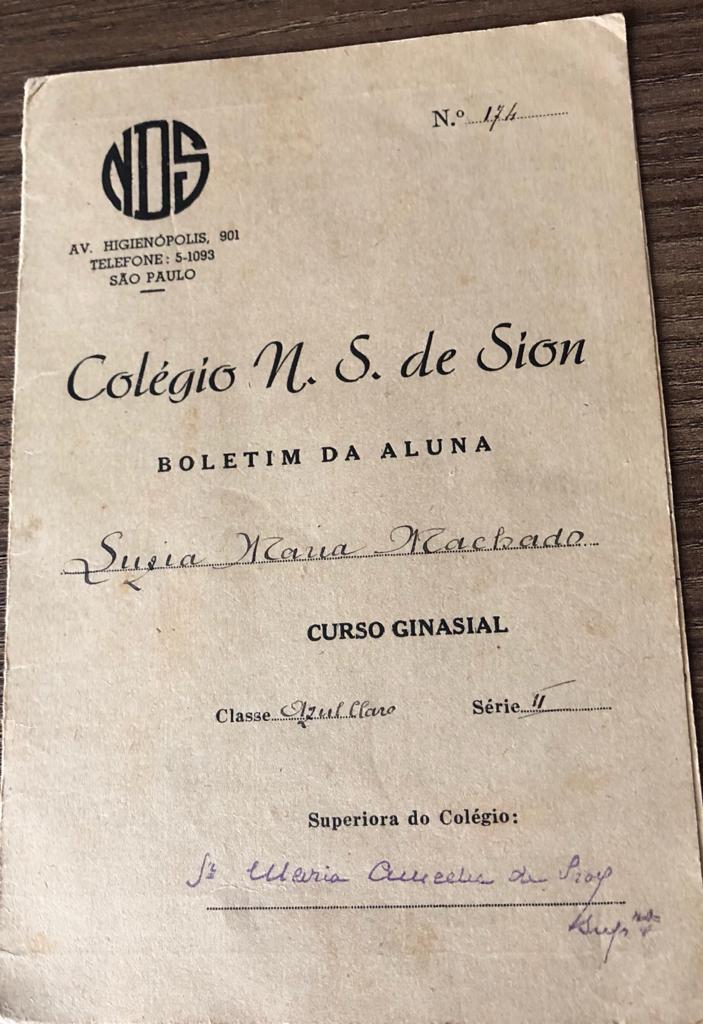 N.º 174
NDS
AV. HIGIENÓPOLIS, 901
TELEFONE: 5-1093
SÃO PAULO
Colégio N. S. de Sion
BOLETIM DA ALUNA
Maria Machado
CURSO GINASIAL
Classe Azul Claro Série II
Superiora do Colégio:
Maria de